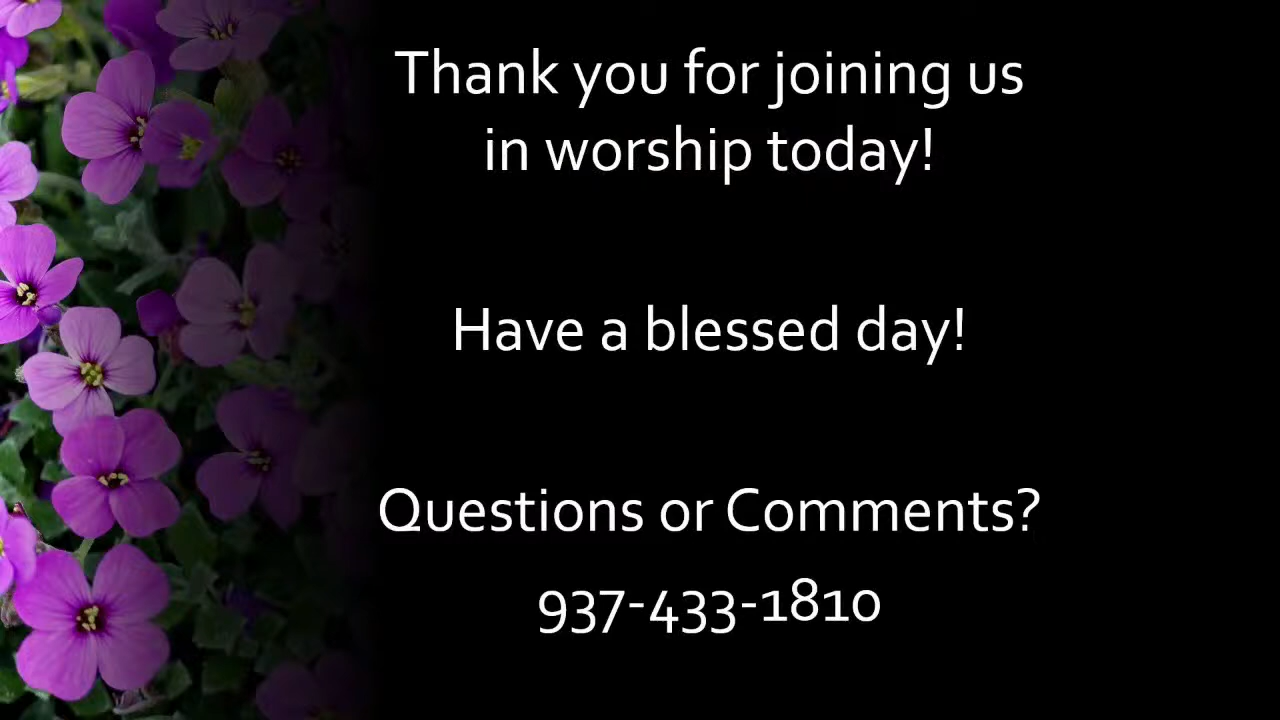 Thank you for joining us
in worship today!
Have a blessed day!
Questions or Comments?
937-433-1810